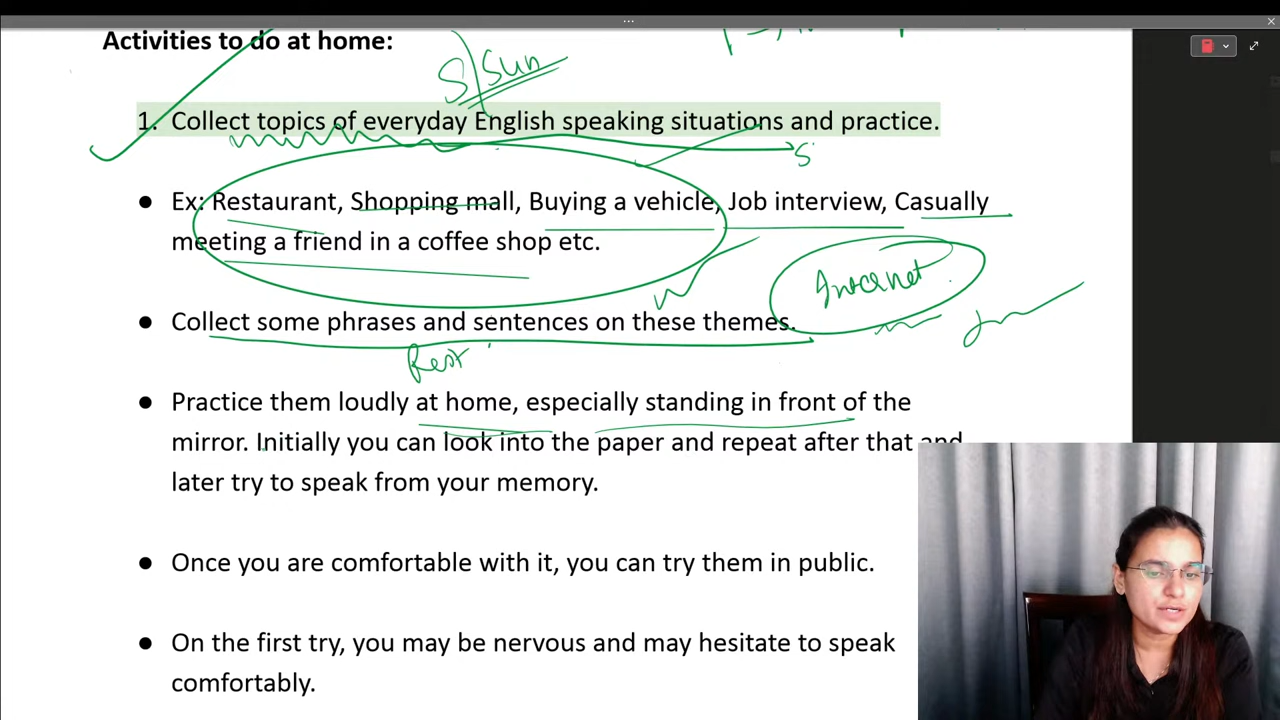 Activities to do at home:
S Sun
1. Collect topics of everyday English speaking situations and practice.
S
● Ex: Restaurant, Shopping mall, Buying a vehicle, Job interview, Casually
meeting a friend in a coffee shop etc.
Internet
● Collect some phrases and sentences on these themes.
Rest
● Practice them loudly at home, especially standing in front of the
mirror. Initially you can look into the paper and repeat after that and
later try to speak from your memory.
● Once you are comfortable with it, you can try them in public.
● On the first try, you may be nervous and may hesitate to speak
comfortably.